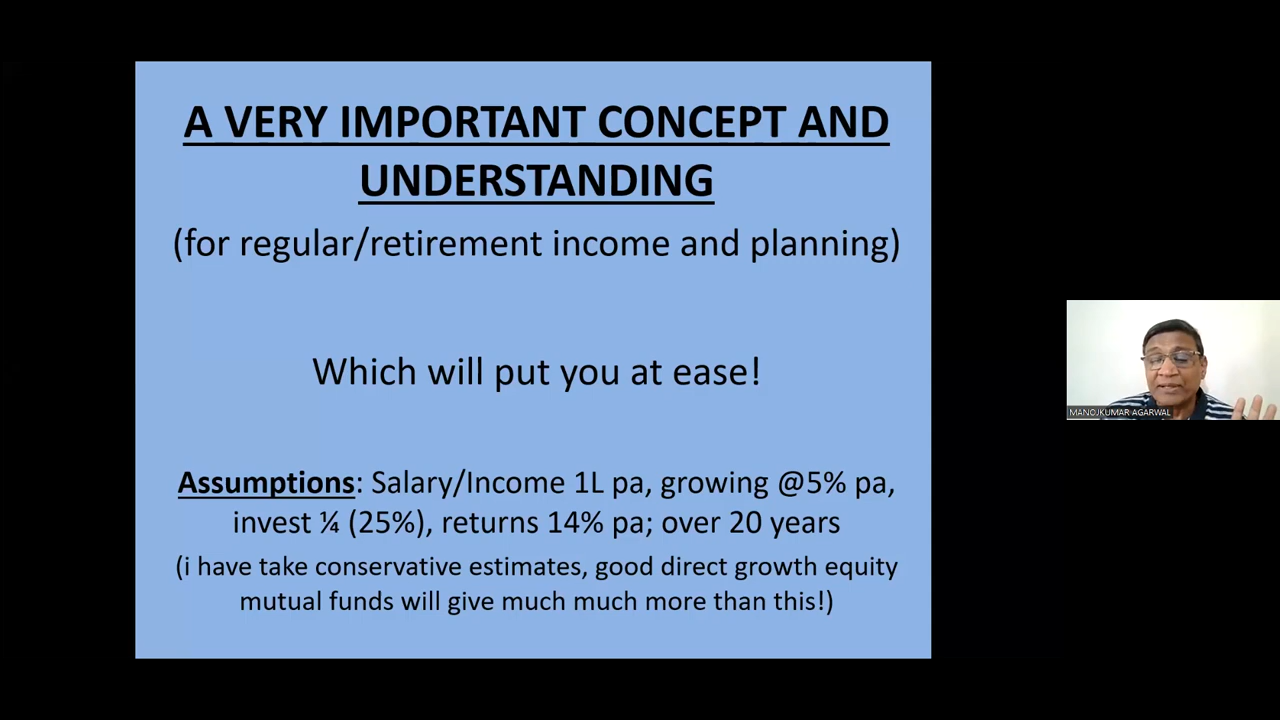 A VERY IMPORTANT CONCEPT AND
UNDERSTANDING
(for regular/retirement income and planning)
Which will put you at ease!
Assumptions: Salary/Income 1L pa, growing @5% pa,
invest ¼ (25%), returns 14% pa; over 20 years
(i have take conservative estimates, good direct growth equity
mutual funds will give much much more than this!)
MANOJKUMAR AGARWAL